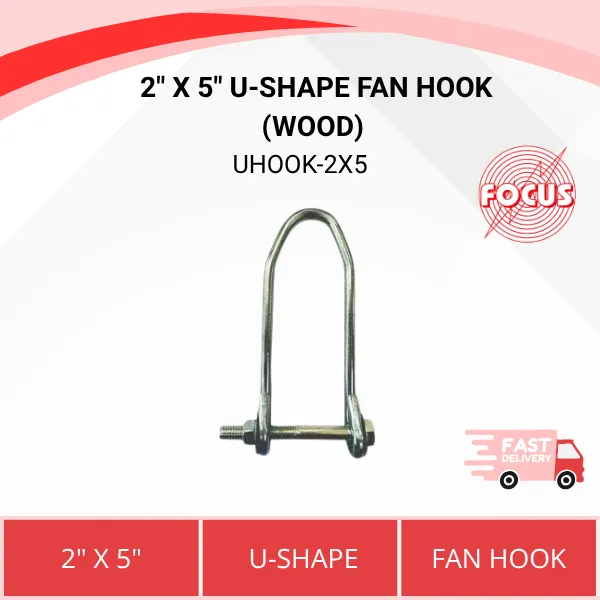 2" X 5" U-SHAPE FAN HOOK
(WOOD)
UHOOK-2X5
FOCUS
FAST
DELIVERY
2" X 5"
U-SHAPE
FAN HOOK